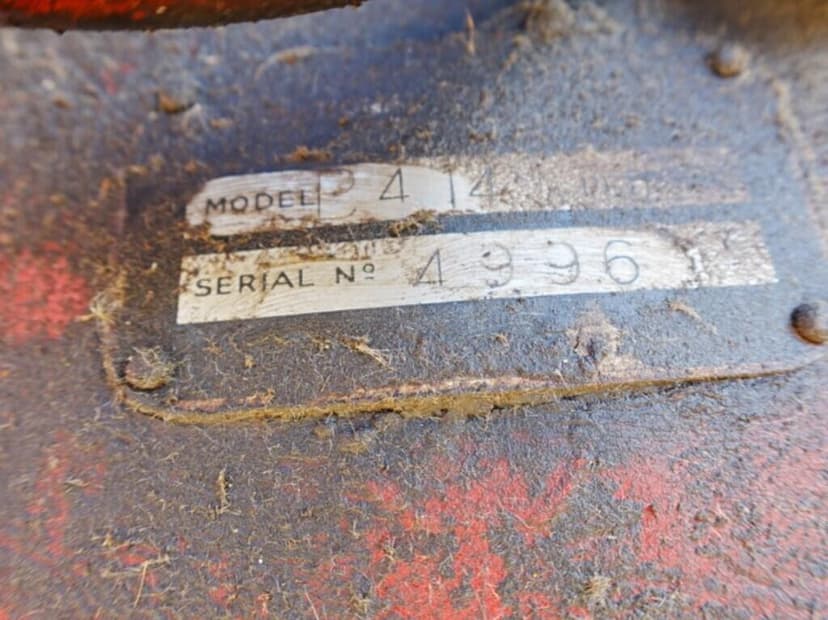 MODEL B 414
SERIAL Nº 4996